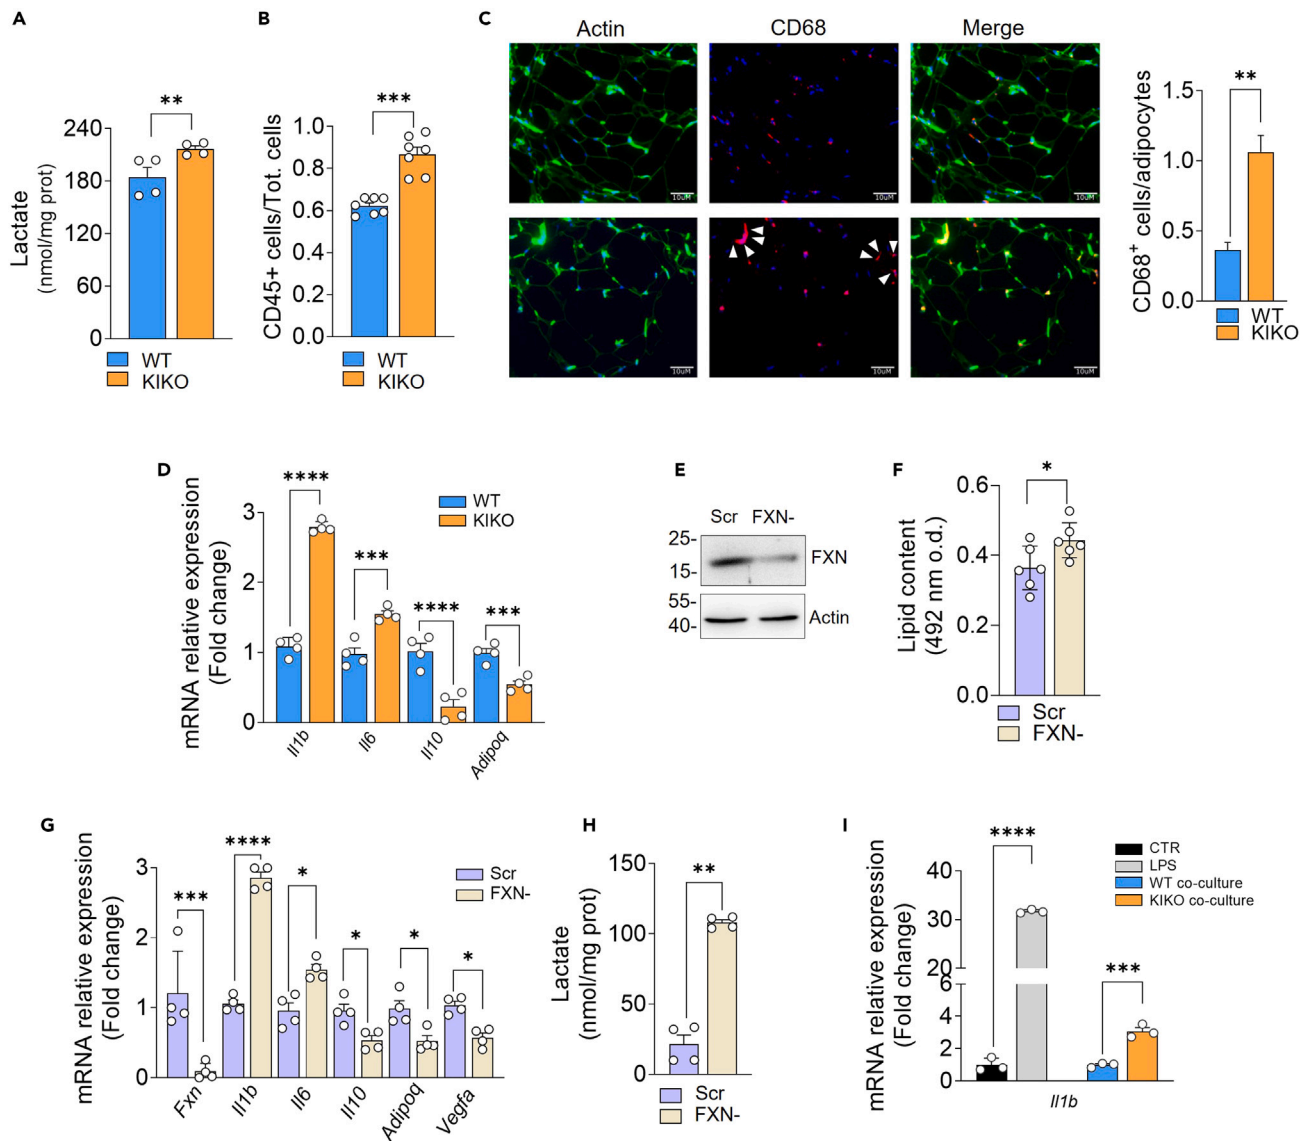 A
Lactate
(nmol/mg prot)
**
240
180
120
60
0
WT
KIKO
B
CD45+ cells/Tot. cells
***
1.0
0.8
0.6
0.4
0.2
0.0
WT
KIKO
C
Actin
CD68
Merge
10uM
10uM
10uM
10uM
10uM
10uM
CD68+ cells/adipocytes
**
1.5
1.0
0.5
0.0
WT
KIKO
D
mRNA relative expression
(Fold change)
3
2
1
0
****
***
****
***
WT
KIKO
Il1b
Il6
Il10
Adipoq
E
Scr FXN-
25-
15-
FXN
55-
40-
Actin
F
Lipid content
(492 nm o.d.)
*
0.6
0.4
0.2
0.0
Scr
FXN-
G
mRNA relative expression
(Fold change)
3
2
1
0
***
****
*
*
*
*
Scr
FXN-
Fxn
Il1b
Il6
Il10
Adipoq
Vegfa
H
Lactate
(nmol/mg prot)
**
150
100
50
0
Scr
FXN-
I
mRNA relative expression
(Fold change)
40
30
20
6
4
2
0
****
***
CTR
LPS
WT co-culture
KIKO co-culture
Il1b